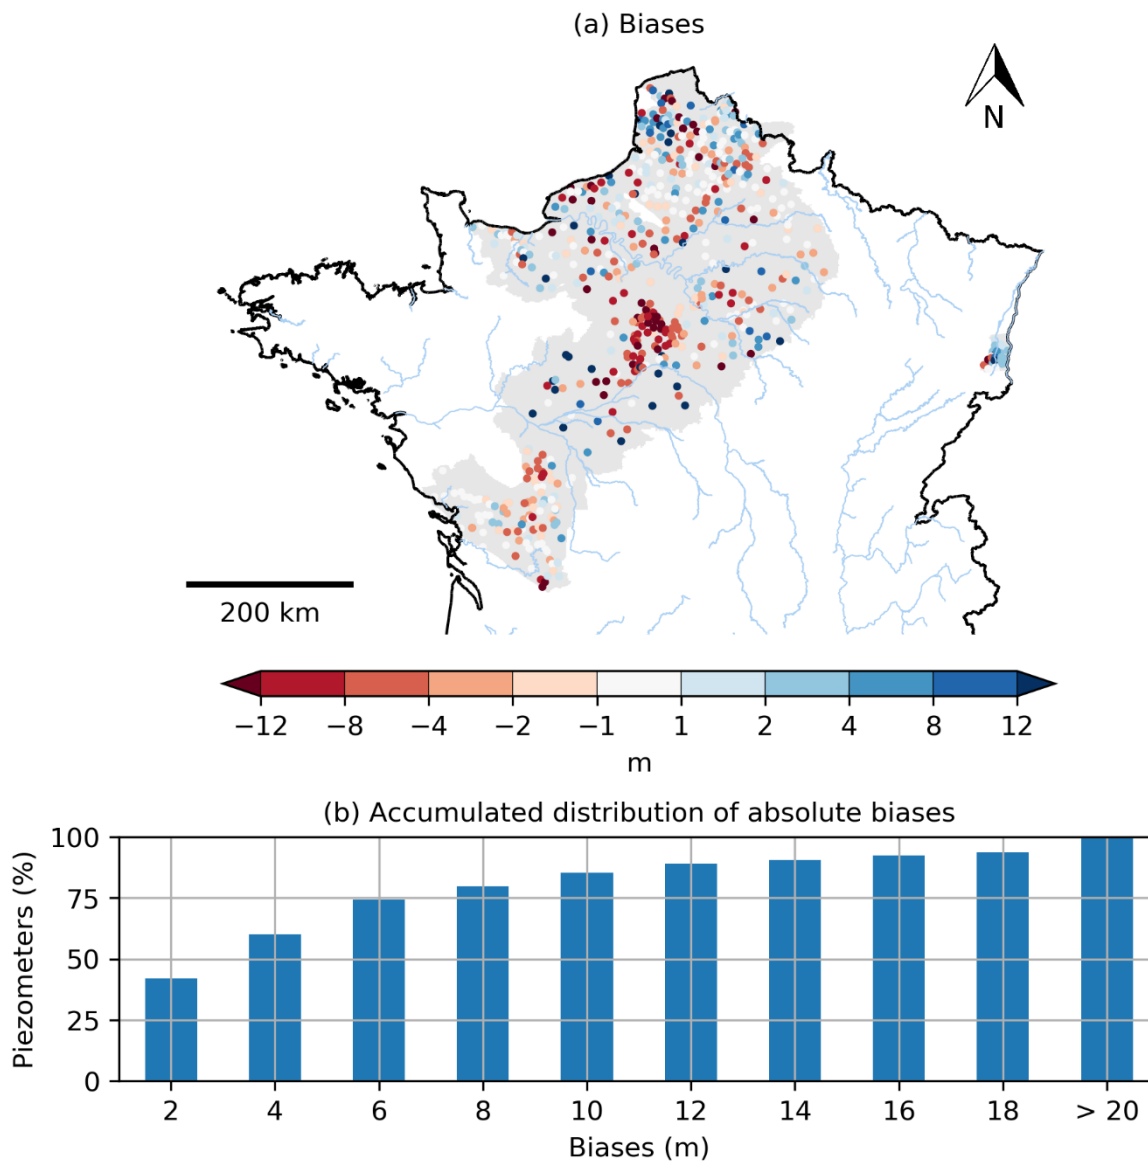 (a) Biases
N
200 km
−12 −8 −4 −2 −1 1 2 4 8 12
m
(b) Accumulated distribution of absolute biases
100
75
50
25
0
Piezometers (%)
2 4 6 8 10 12 14 16 18 > 20
Biases (m)